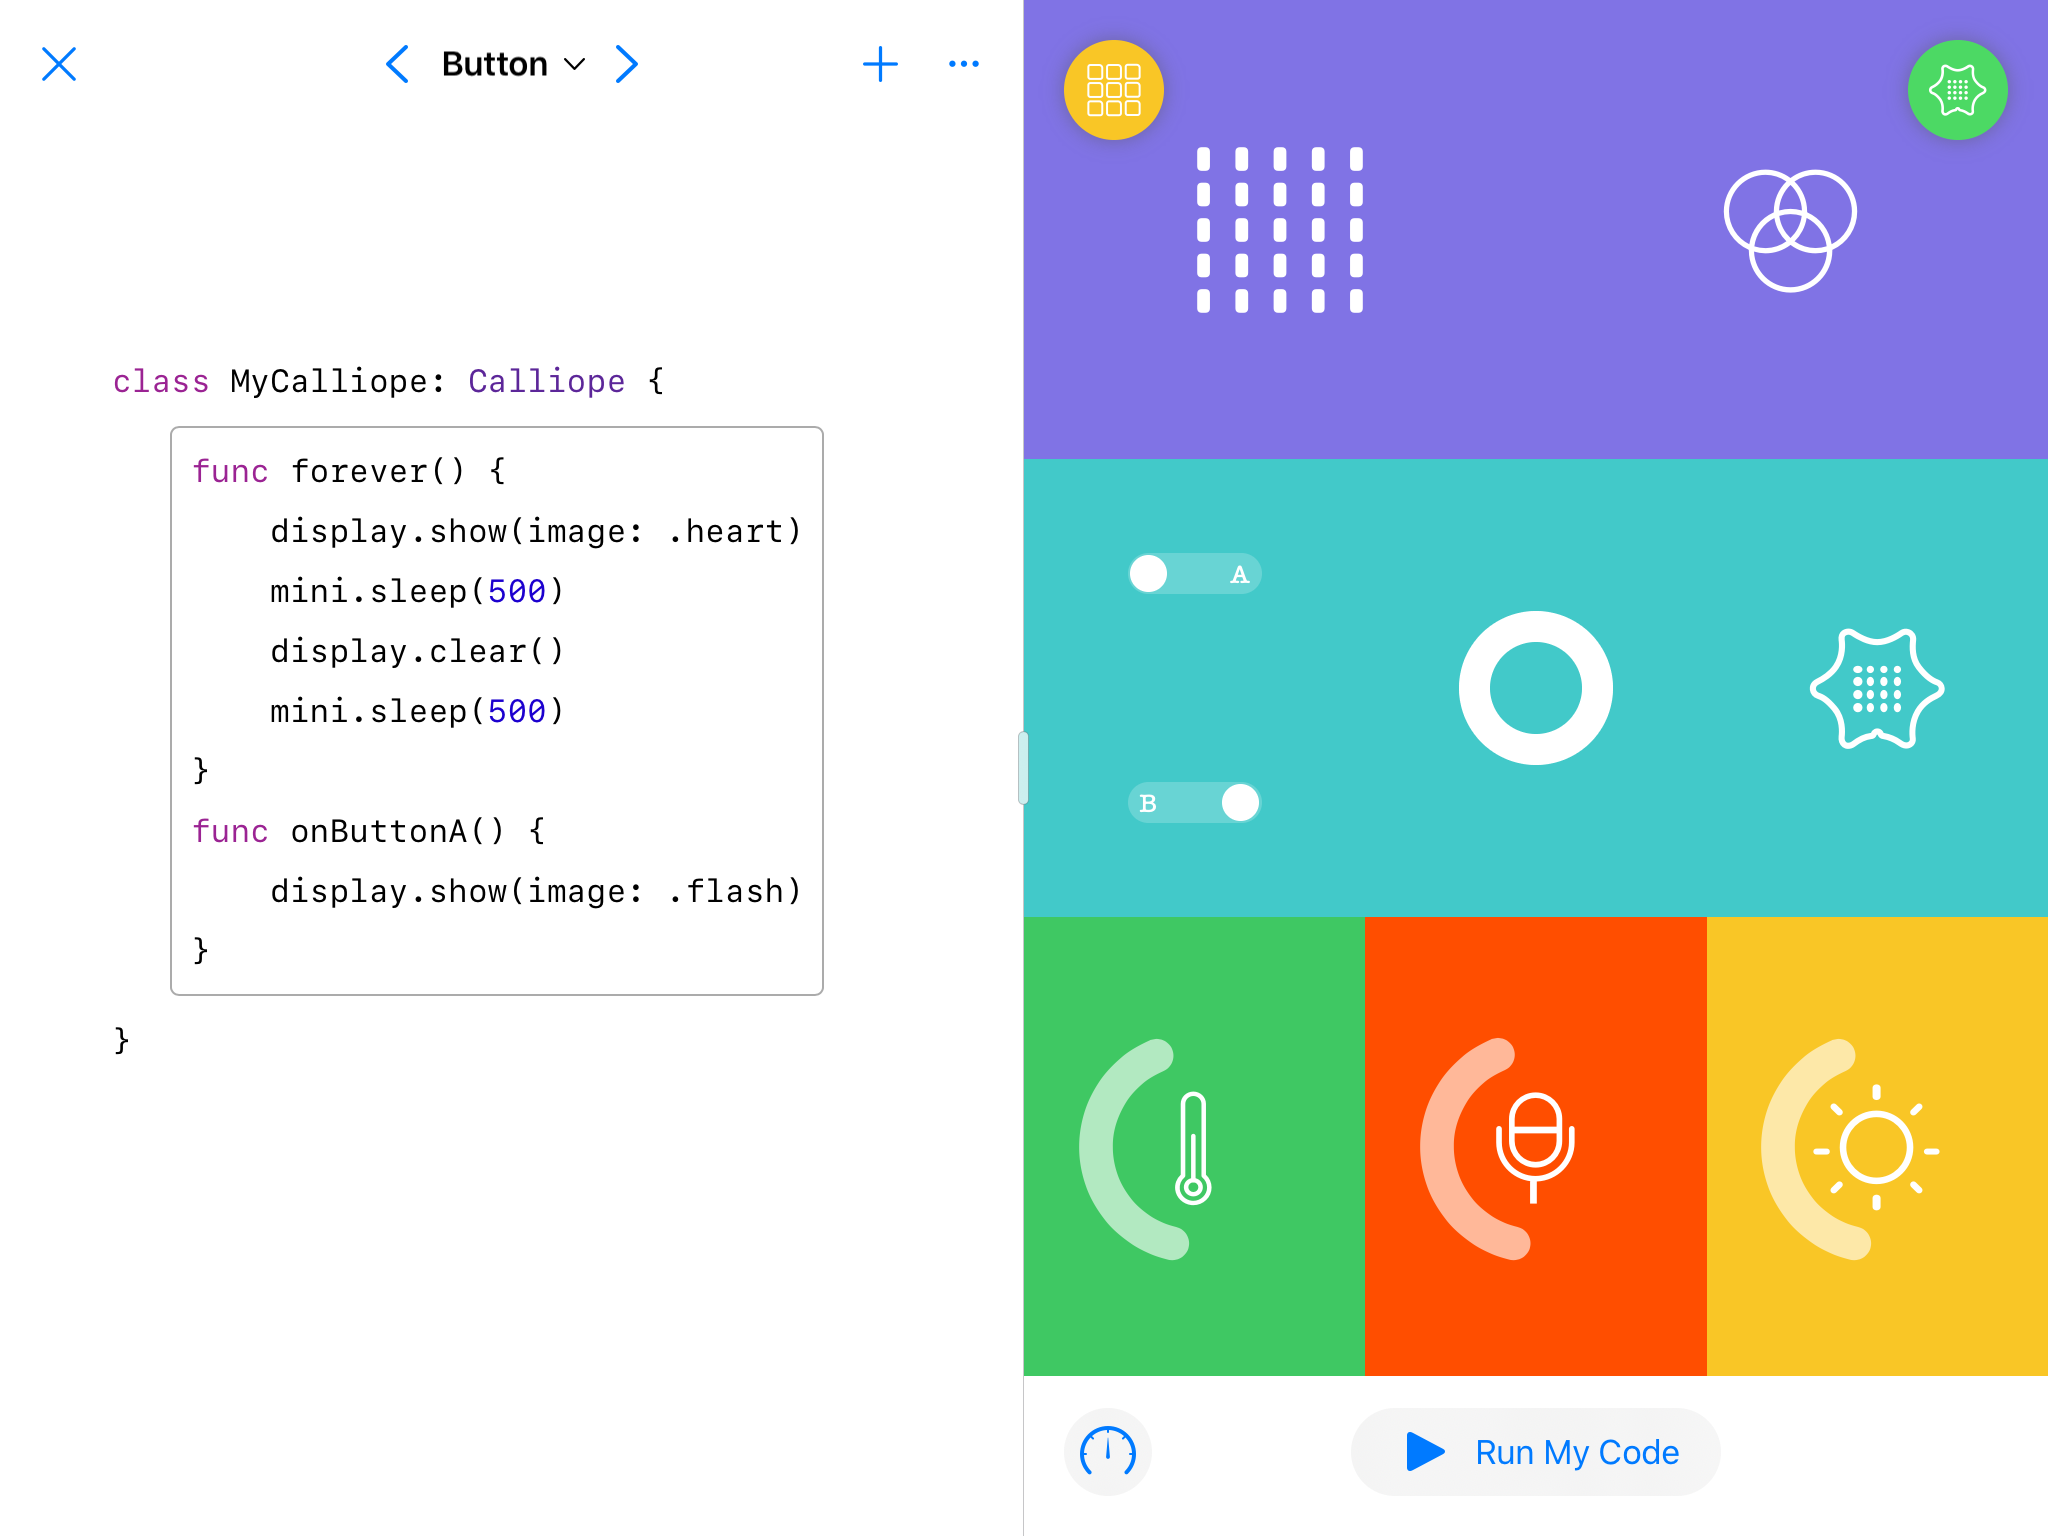 Button
class MyCalliope: Calliope {
func forever() {
display.show(image: .heart)
mini.sleep(500)
display.clear()
mini.sleep(500)
}
func onButtonA() {
display.show(image: .flash)
}
}
A
B
Run My Code